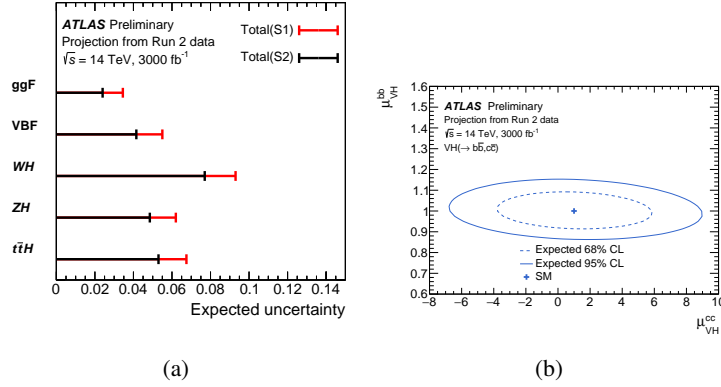 ATLAS Preliminary
Projection from Run 2 data
√s = 14 TeV, 3000 fb⁻¹
Total(S1)
Total(S2)
ggF
VBF
WH
ZH
tt̄H
0 0.02 0.04 0.06 0.08 0.1 0.12 0.14
Expected uncertainty
(a)
μ^bb_VH
1.6
1.5
1.4
1.3
1.2
1.1
1
0.9
0.8
0.7
0.6
ATLAS Preliminary
Projection from Run 2 data
√s = 14 TeV, 3000 fb⁻¹
VH(→ bb̄,cc̄)
Expected 68% CL
Expected 95% CL
SM
−8 −6 −4 −2 0 2 4 6 8 10
μ^cc_VH
(b)